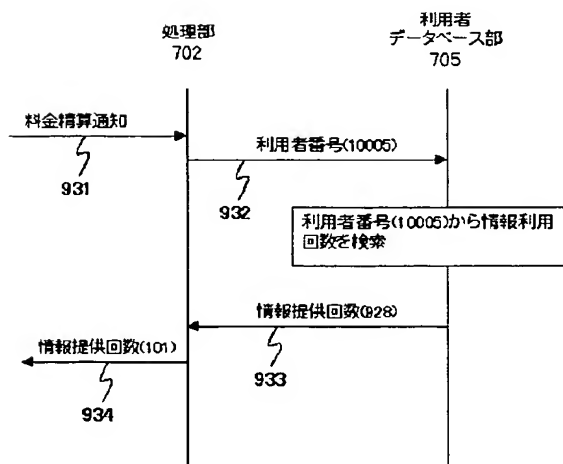 処理部
702
利用者
データベース部
705
料金精算通知
931
利用者番号(10005)
932
利用者番号(10005)から情報利用
回数を検索
情報提供回数(928)
933
情報提供回数(101)
934